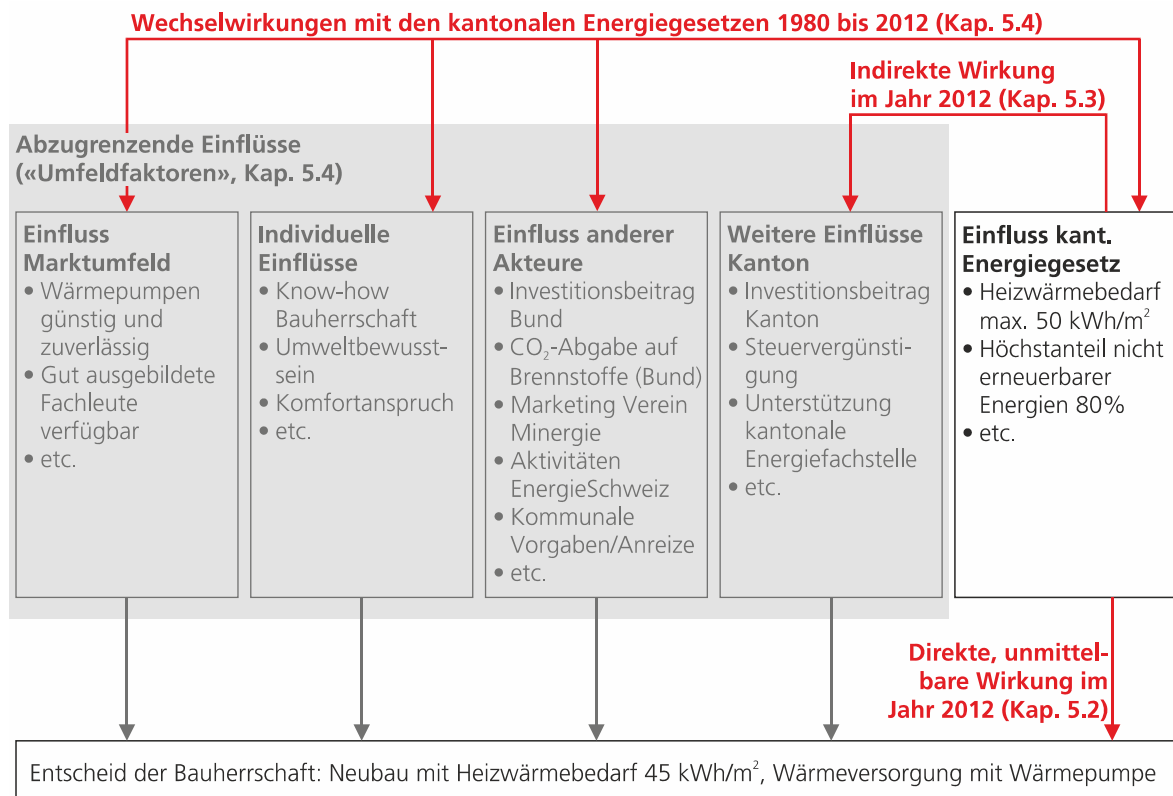 Wechselwirkungen mit den kantonalen Energiegesetzen 1980 bis 2012 (Kap. 5.4)
Indirekte Wirkung
im Jahr 2012 (Kap. 5.3)
Abzugrenzende Einflüsse
(«Umfeldfaktoren», Kap. 5.4)
Einfluss
Marktumfeld
• Wärmepumpen
günstig und
zuverlässig
• Gut ausgebildete
Fachleute
verfügbar
• etc.
Individuelle
Einflüsse
• Know-how
Bauherrschaft
• Umweltbewusst-
sein
• Komfortanspruch
• etc.
Einfluss anderer
Akteure
• Investitionsbeitrag
Bund
• CO₂-Abgabe auf
Brennstoffe (Bund)
• Marketing Verein
Minergie
• Aktivitäten
EnergieSchweiz
• Kommunale
Vorgaben/Anreize
• etc.
Weitere Einflüsse
Kanton
• Investitionsbeitrag
Kanton
• Steuervergünsti-
gung
• Unterstützung
kantonale
Energiefachstelle
• etc.
Einfluss kant.
Energiegesetz
• Heizwärmebedarf
max. 50 kWh/m²
• Höchstanteil nicht
erneuerbarer
Energien 80%
• etc.
Direkte, unmittel-
bare Wirkung im
Jahr 2012 (Kap. 5.2)
Entscheid der Bauherrschaft: Neubau mit Heizwärmebedarf 45 kWh/m², Wärmeversorgung mit Wärmepumpe